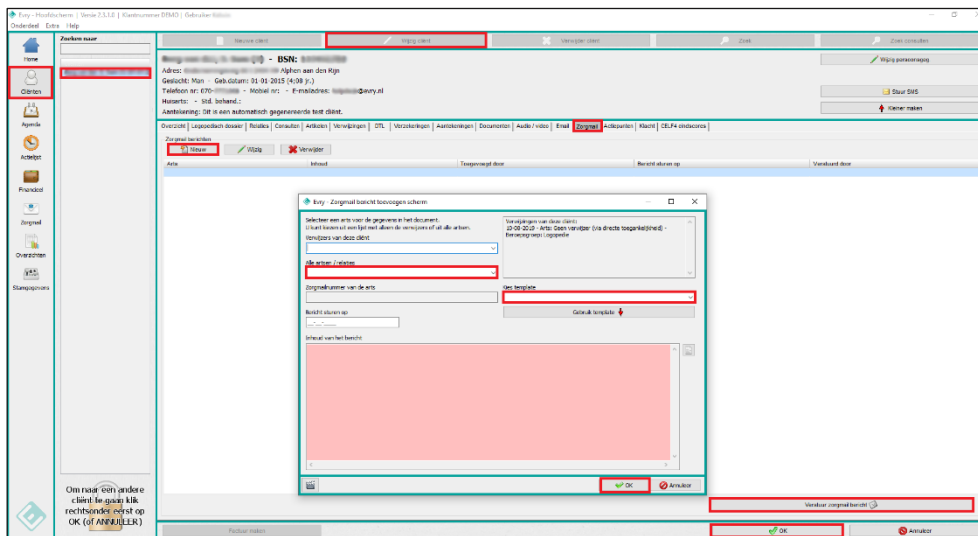 Evry - Hoofdscherm | Versie 2.5.1.0 | Klantnummer DEMO | Gebruiker
Onderdeel Extra Help
Home
Cliënten
Agenda
Actielijst
Financieel
Zorgmail
Overzichten
Stamgegevens
Zoeken naar
Om naar een andere
cliënt te gaan klik
rechtsonder eerst op
OK (of ANNULEER)
Nieuwe cliënt
Wijzig cliënt
Verwijder cliënt
Zoek
Zoek consulten
- BSN:
Adres: Alphen aan den Rijn
Geslacht: Man - Geb.datum: 01-01-2015 (4;08 jr.)
Telefoon nr: 070- - Mobiel nr: - E-mailadres: @evry.nl
Huisarts: - Std. behand.:
Aantekening: Dit is een automatisch gegenereerde test cliënt.
Wijzig personenpag
Stuur SMS
Kleiner maken
Overzicht | Logopedisch dossier | Relaties | Consulten | Artikelen | Verwijzingen | DTL | Verzekeringen | Aantekeningen | Documenten | Audio / video | Email | Zorgmail | Actiepunten | Klacht | CELF4 eindscores |
Zorgmail berichten
Nieuw
Wijzig
Verwijder
Arts
Inhoud
Toegevoegd door
Bericht sturen op
Verstuurd door
Evry - Zorgmail bericht toevoegen scherm
Selecteer een arts voor de gegevens in het document.
U kunt kiezen uit een lijst met alleen de verwijzers of uit alle artsen.
Verwijzers van deze cliënt
Alle artsen / relaties
Zorgmailnummer van de arts
Bericht sturen op
Verwijzingen van deze cliënt:
10-08-2019 - Arts: Geen verwijzer (via directe toegankelijkheid) -
Beroepsgroep: Logopedie
Kies template
Gebruik template
Inhoud van het bericht
OK
Annuleer
Verstuur zorgmail bericht
Factuur maken
OK
Annuleer